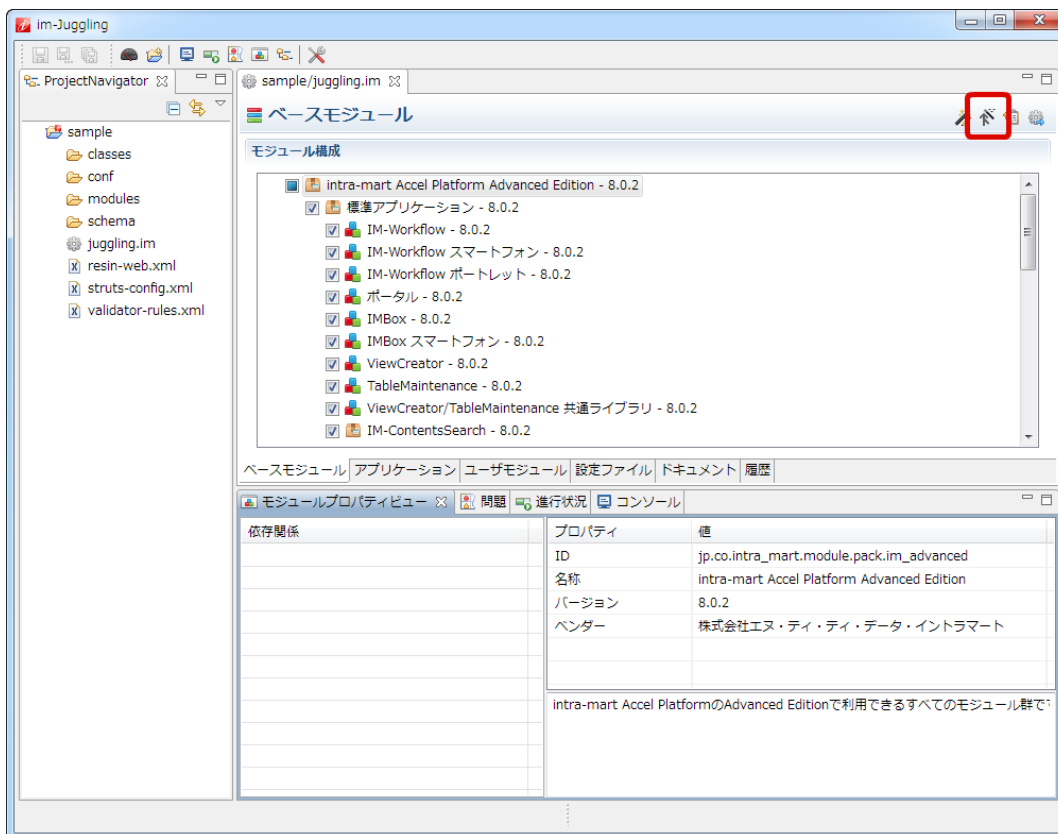 im-Juggling
ProjectNavigator
sample
classes
conf
modules
schema
juggling.im
resin-web.xml
struts-config.xml
validator-rules.xml
sample/juggling.im
ベースモジュール
モジュール構成
intra-mart Accel Platform Advanced Edition - 8.0.2
標準アプリケーション - 8.0.2
IM-Workflow - 8.0.2
IM-Workflow スマートフォン - 8.0.2
IM-Workflow ポートレット - 8.0.2
ポータル - 8.0.2
IMBox - 8.0.2
IMBox スマートフォン - 8.0.2
ViewCreator - 8.0.2
TableMaintenance - 8.0.2
ViewCreator/TableMaintenance 共通ライブラリ - 8.0.2
IM-ContentsSearch - 8.0.2
ベースモジュール アプリケーション ユーザモジュール 設定ファイル ドキュメント 履歴
モジュールプロパティビュー 問題 進行状況 コンソール
依存関係
プロパティ 値
ID jp.co.intra_mart.module.pack.im_advanced
名称 intra-mart Accel Platform Advanced Edition
バージョン 8.0.2
ベンダー 株式会社エヌ・ティ・ティ・データ・イントラマート
intra-mart Accel PlatformのAdvanced Editionで利用できるすべてのモジュール群で